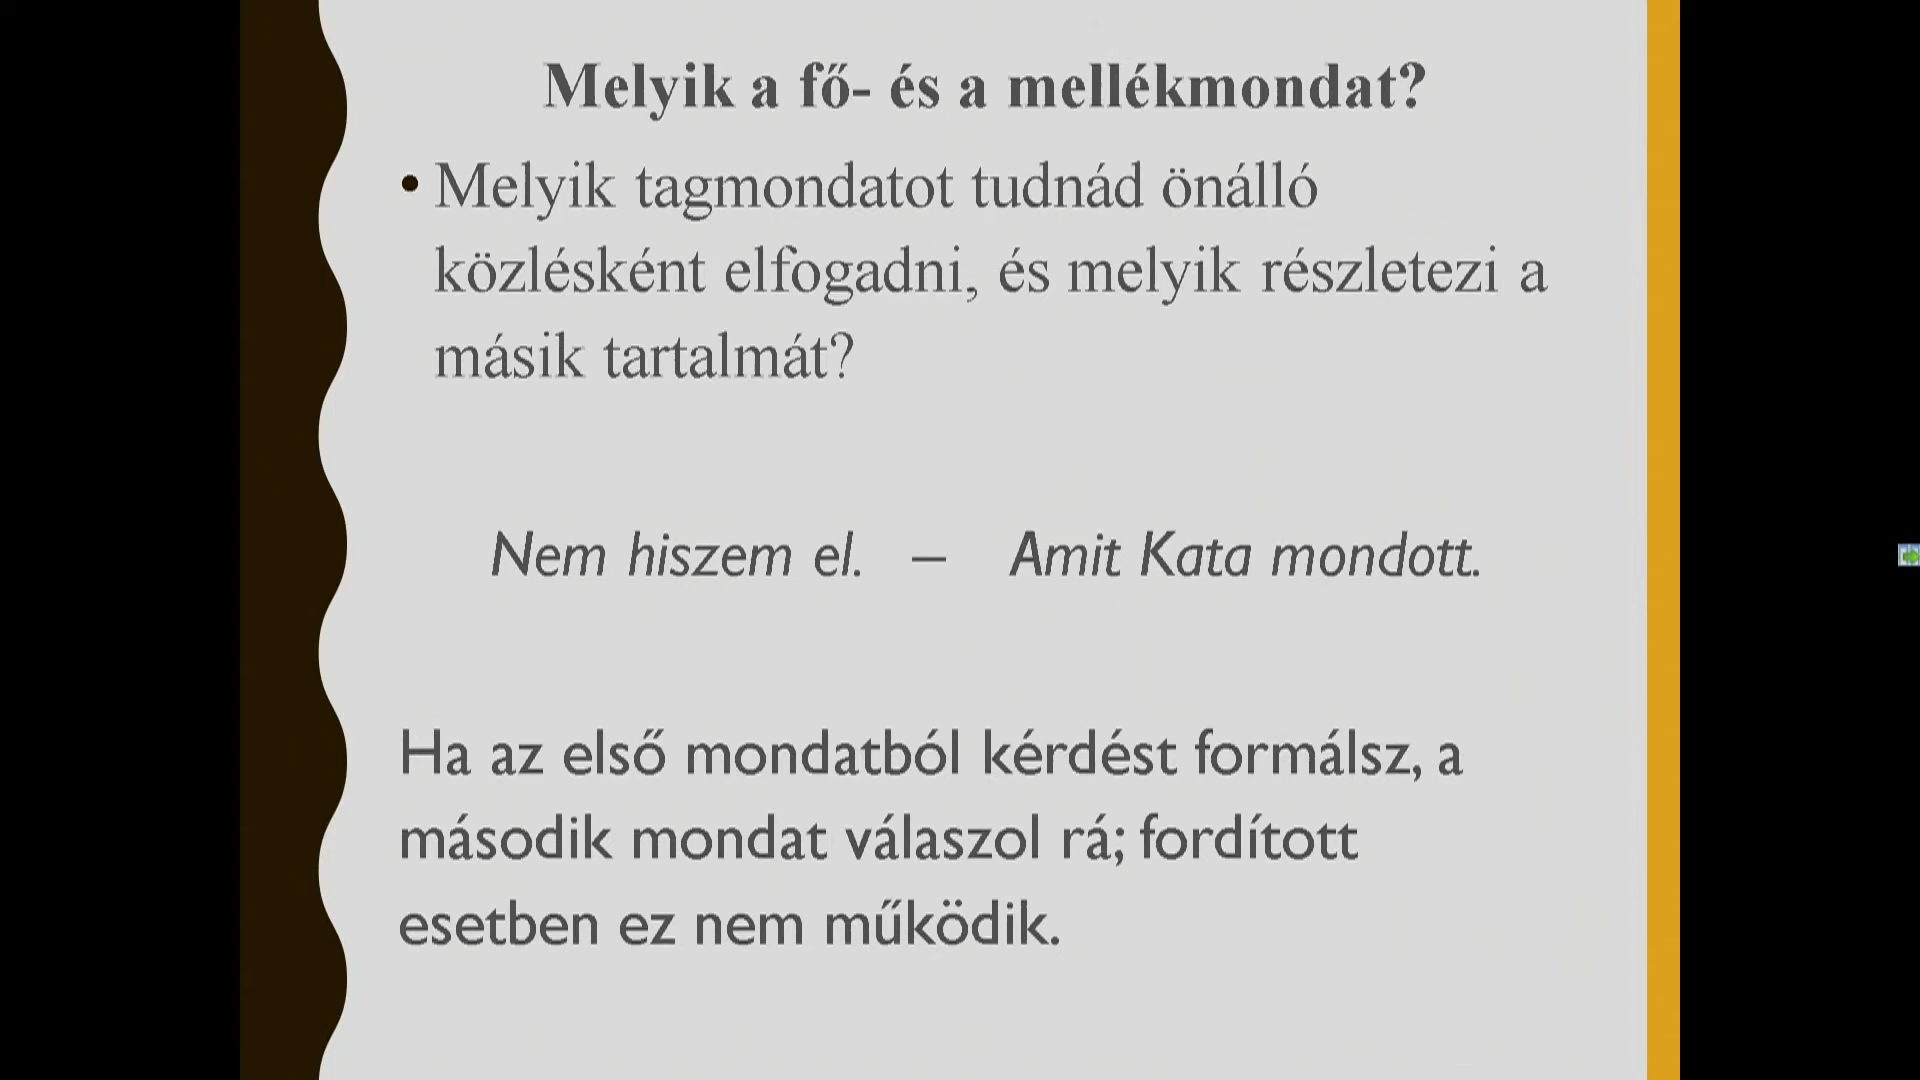 Melyik a fő- és a mellékmondat?
• Melyik tagmondatot tudnád önálló
közlésként elfogadni, és melyik részletezi a
másik tartalmát?
Nem hiszem el. – Amit Kata mondott.
Ha az első mondatból kérdést formálsz, a
második mondat válaszol rá; fordított
esetben ez nem működik.